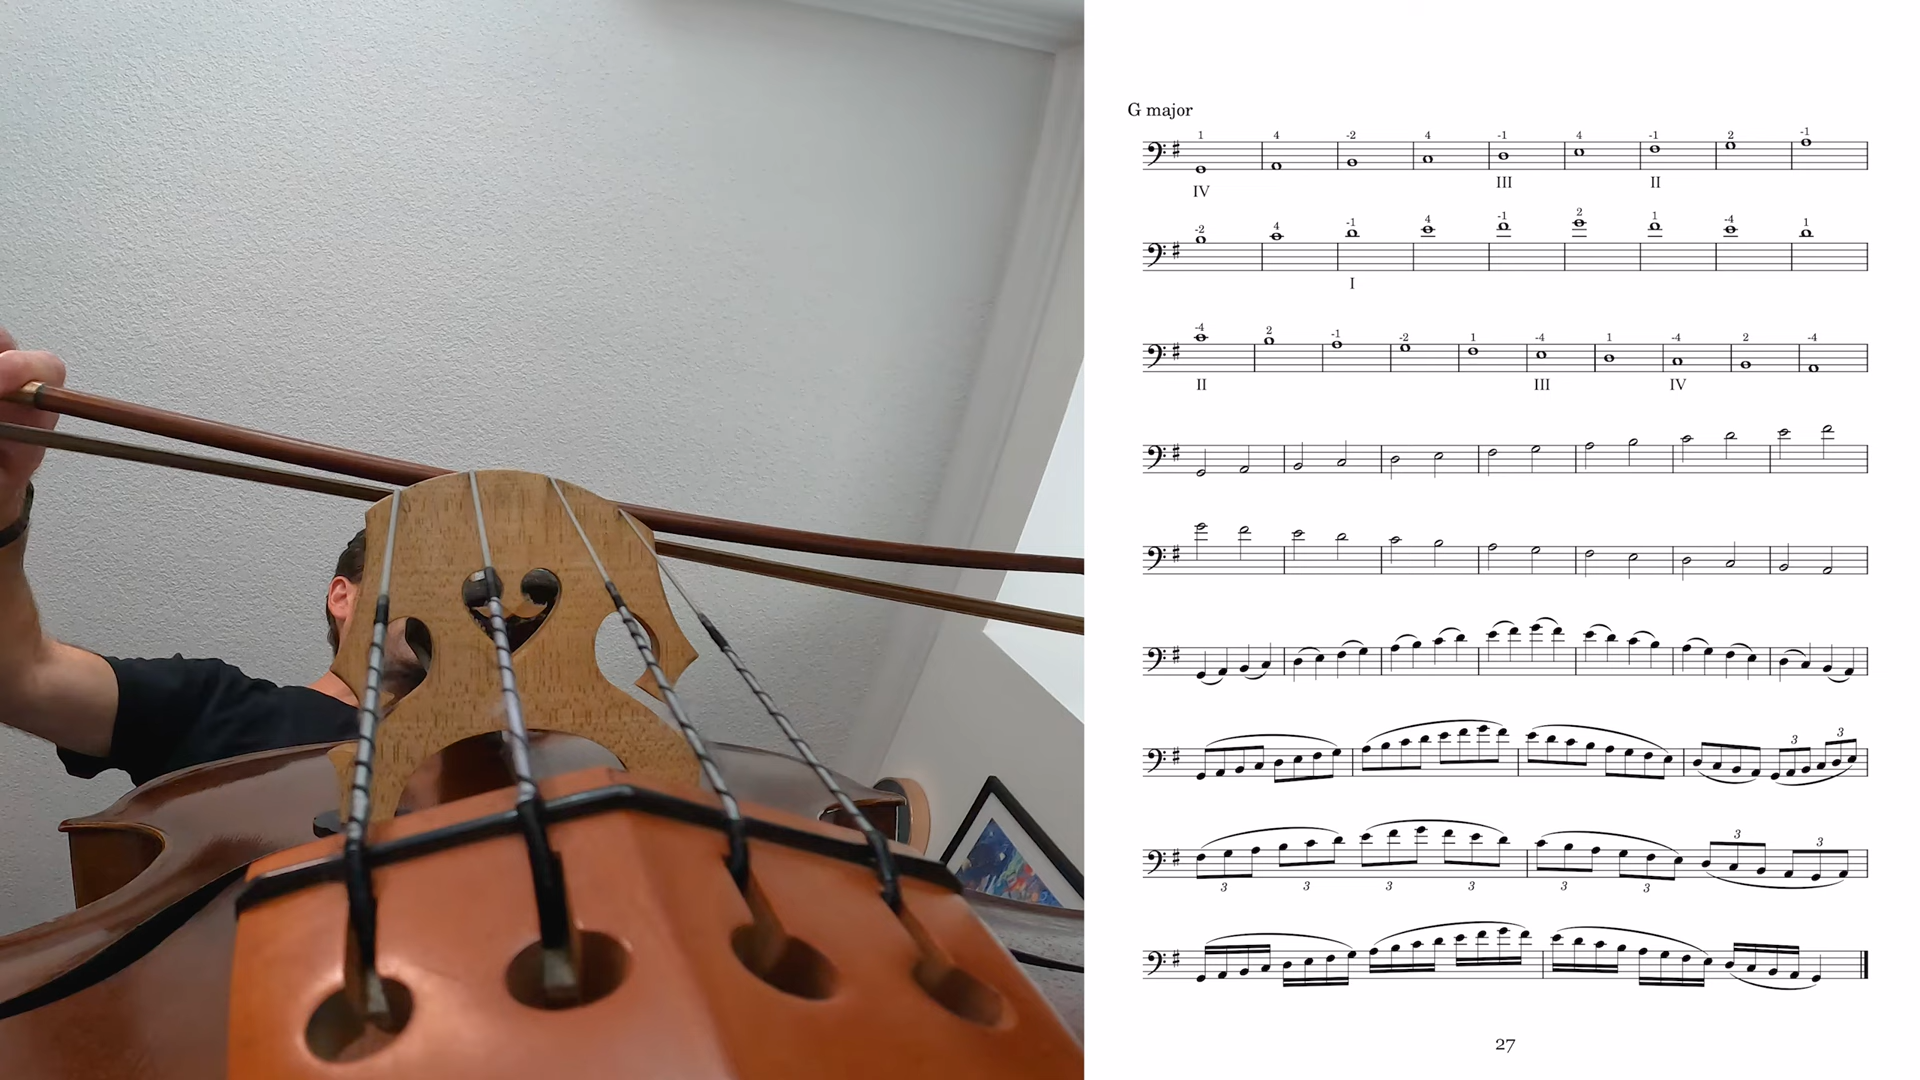 G major
1 4 -2 4 -1 4 -1 2 -1
IV III II
-2 4 -1 4 -1 2 1 -4 1
I
-4 2 -1 -2 1 -4 1 -4 2 -4
II III IV
3 3
3 3
3 3 3 3 3 3
27